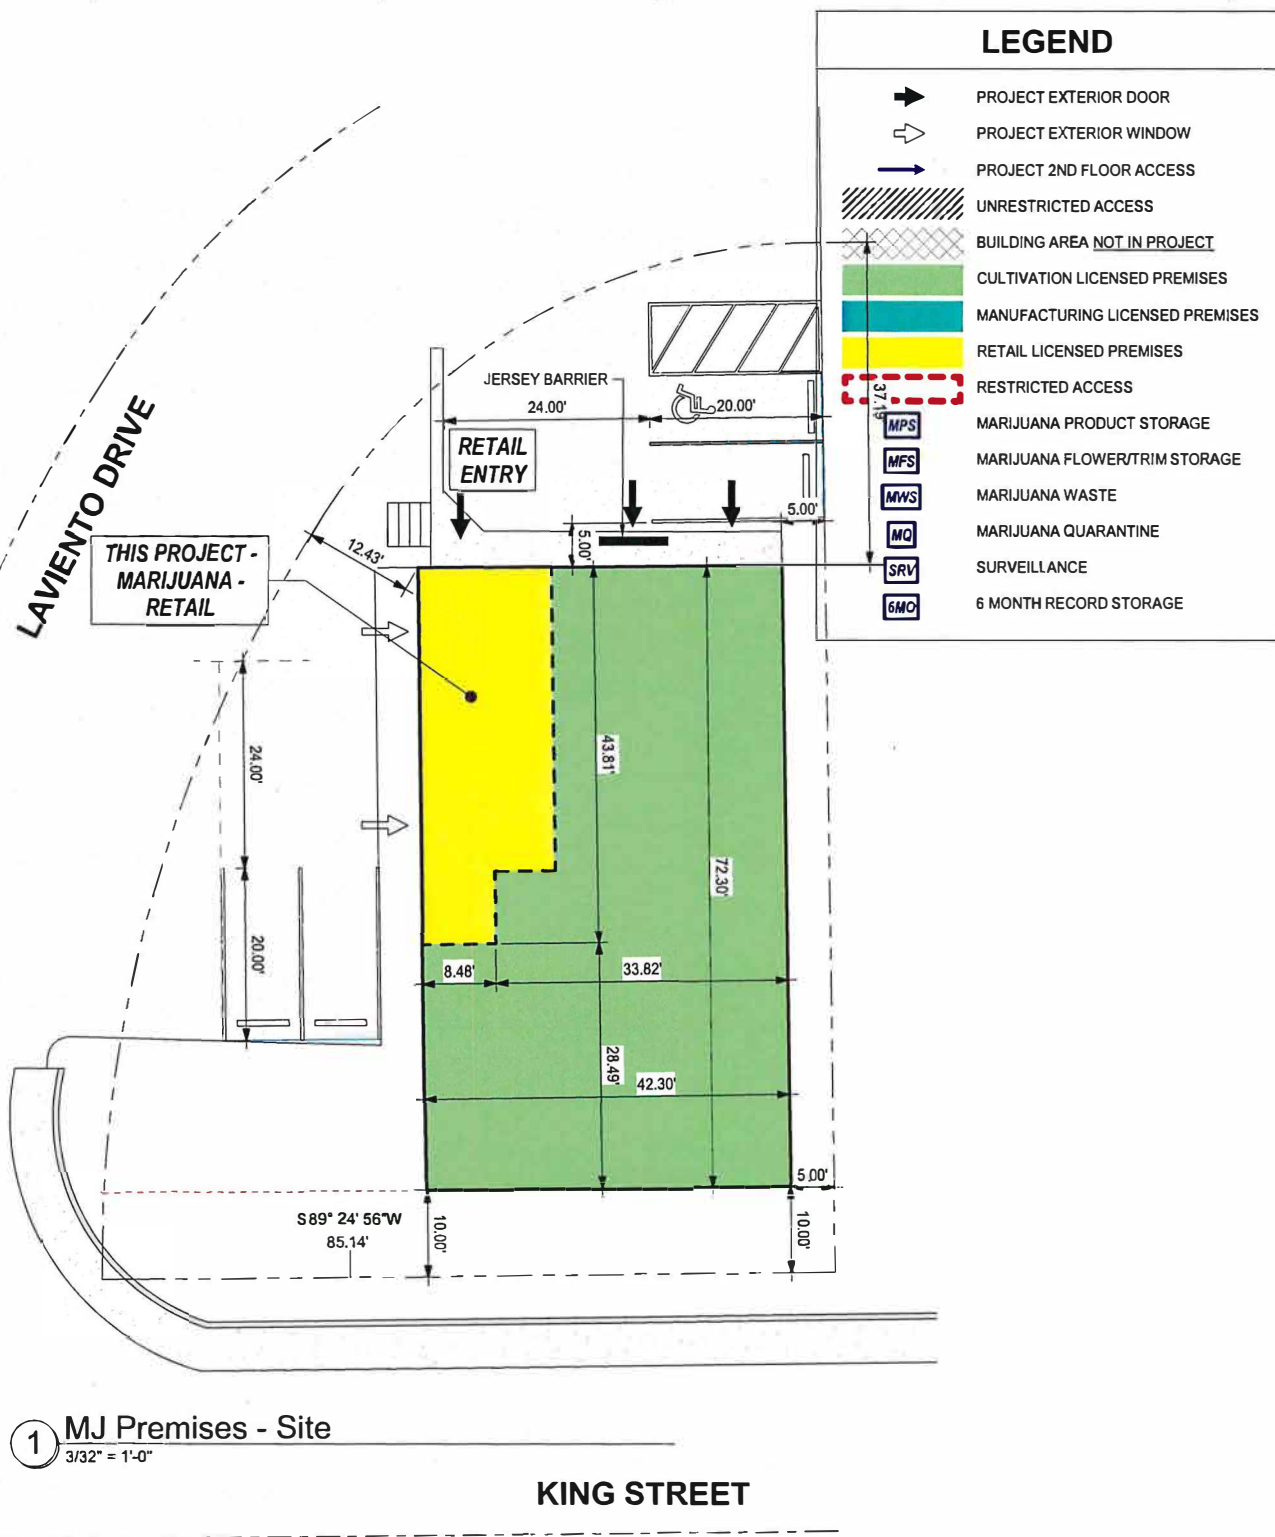 LEGEND
PROJECT EXTERIOR DOOR
PROJECT EXTERIOR WINDOW
PROJECT 2ND FLOOR ACCESS
UNRESTRICTED ACCESS
BUILDING AREA NOT IN PROJECT
CULTIVATION LICENSED PREMISES
MANUFACTURING LICENSED PREMISES
RETAIL LICENSED PREMISES
RESTRICTED ACCESS
MPS MARIJUANA PRODUCT STORAGE
MFS MARIJUANA FLOWER/TRIM STORAGE
MWS MARIJUANA WASTE
MQ MARIJUANA QUARANTINE
SRV SURVEILLANCE
6MO 6 MONTH RECORD STORAGE
37.19'
JERSEY BARRIER
24.00'
20.00'
RETAIL
ENTRY
5.00'
5.00'
LAVIENTO DRIVE
12.43'
THIS PROJECT -
MARIJUANA -
RETAIL
24.00'
43.81'
72.30'
20.00'
8.48'
33.82'
28.49'
42.30'
5.00'
S 89° 24' 56"W
85.14'
10.00'
10.00'
1 MJ Premises - Site
3/32" = 1'-0"
KING STREET